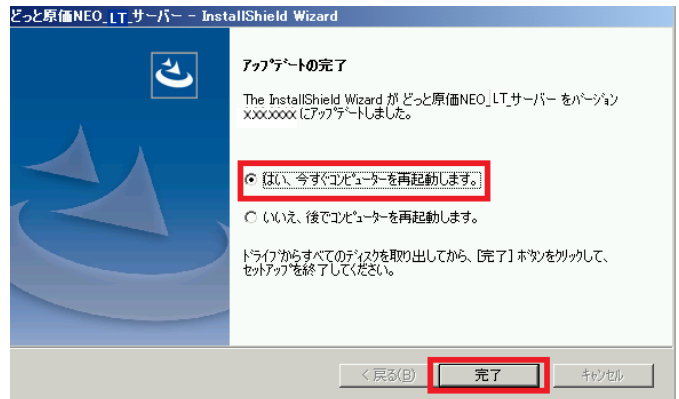 どっと原価NEO_LT_サーバー - InstallShield Wizard
アップデートの完了
The InstallShield Wizard が どっと原価NEO_LT_サーバー をバージョン
xxxxxxx にアップデートしました。
はい、今すぐコンピューターを再起動します。
いいえ、後でコンピューターを再起動します。
ドライブからすべてのディスクを取り出してから、[完了] ボタンをクリックして、
セットアップを終了してください。
< 戻る(B)
完了
キャンセル